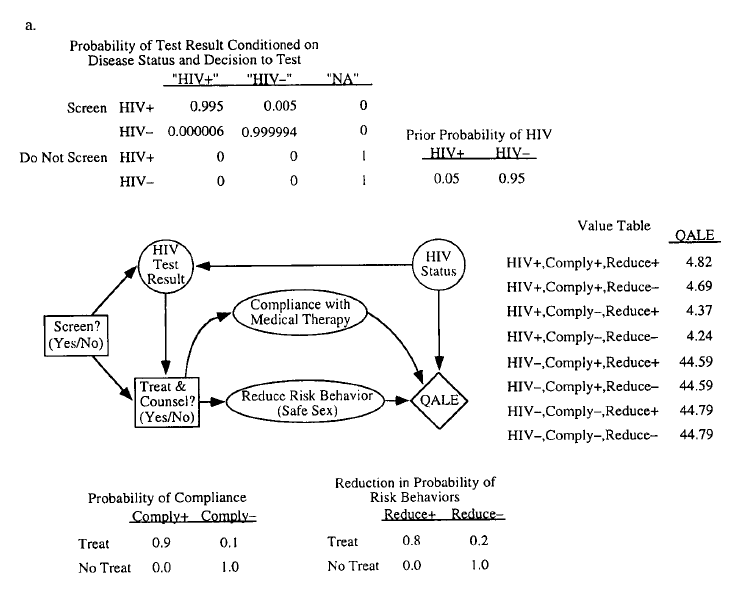 a.
Probability of Test Result Conditioned on
Disease Status and Decision to Test
"HIV+" "HIV–" "NA"
Screen HIV+ 0.995 0.005 0
HIV– 0.000006 0.999994 0
Do Not Screen HIV+ 0 0 1
HIV– 0 0 1
Prior Probability of HIV
HIV+ HIV–
0.05 0.95
Value Table QALE
HIV+,Comply+,Reduce+ 4.82
HIV+,Comply+,Reduce– 4.69
HIV+,Comply–,Reduce+ 4.37
HIV+,Comply–,Reduce– 4.24
HIV–,Comply+,Reduce+ 44.59
HIV–,Comply+,Reduce– 44.59
HIV–,Comply–,Reduce+ 44.79
HIV–,Comply–,Reduce– 44.79
HIV
Test
Result
HIV
Status
Screen?
(Yes/No)
Compliance with
Medical Therapy
Treat &
Counsel?
(Yes/No)
Reduce Risk Behavior
(Safe Sex)
QALE
Probability of Compliance
Comply+ Comply–
Treat 0.9 0.1
No Treat 0.0 1.0
Reduction in Probability of
Risk Behaviors
Reduce+ Reduce–
Treat 0.8 0.2
No Treat 0.0 1.0